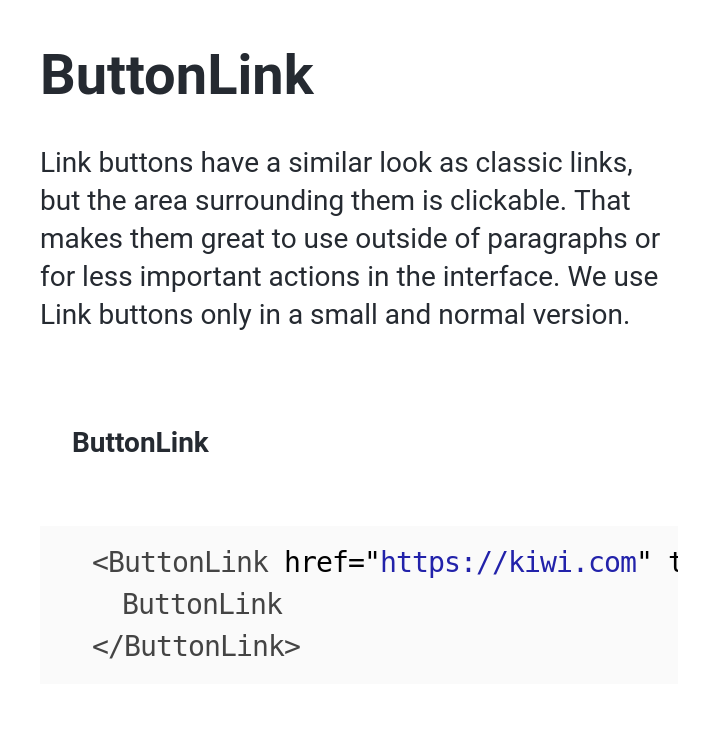 ButtonLink
Link buttons have a similar look as classic links,
but the area surrounding them is clickable. That
makes them great to use outside of paragraphs or
for less important actions in the interface. We use
Link buttons only in a small and normal version.
ButtonLink
<ButtonLink href="https://kiwi.com" t
ButtonLink
</ButtonLink>